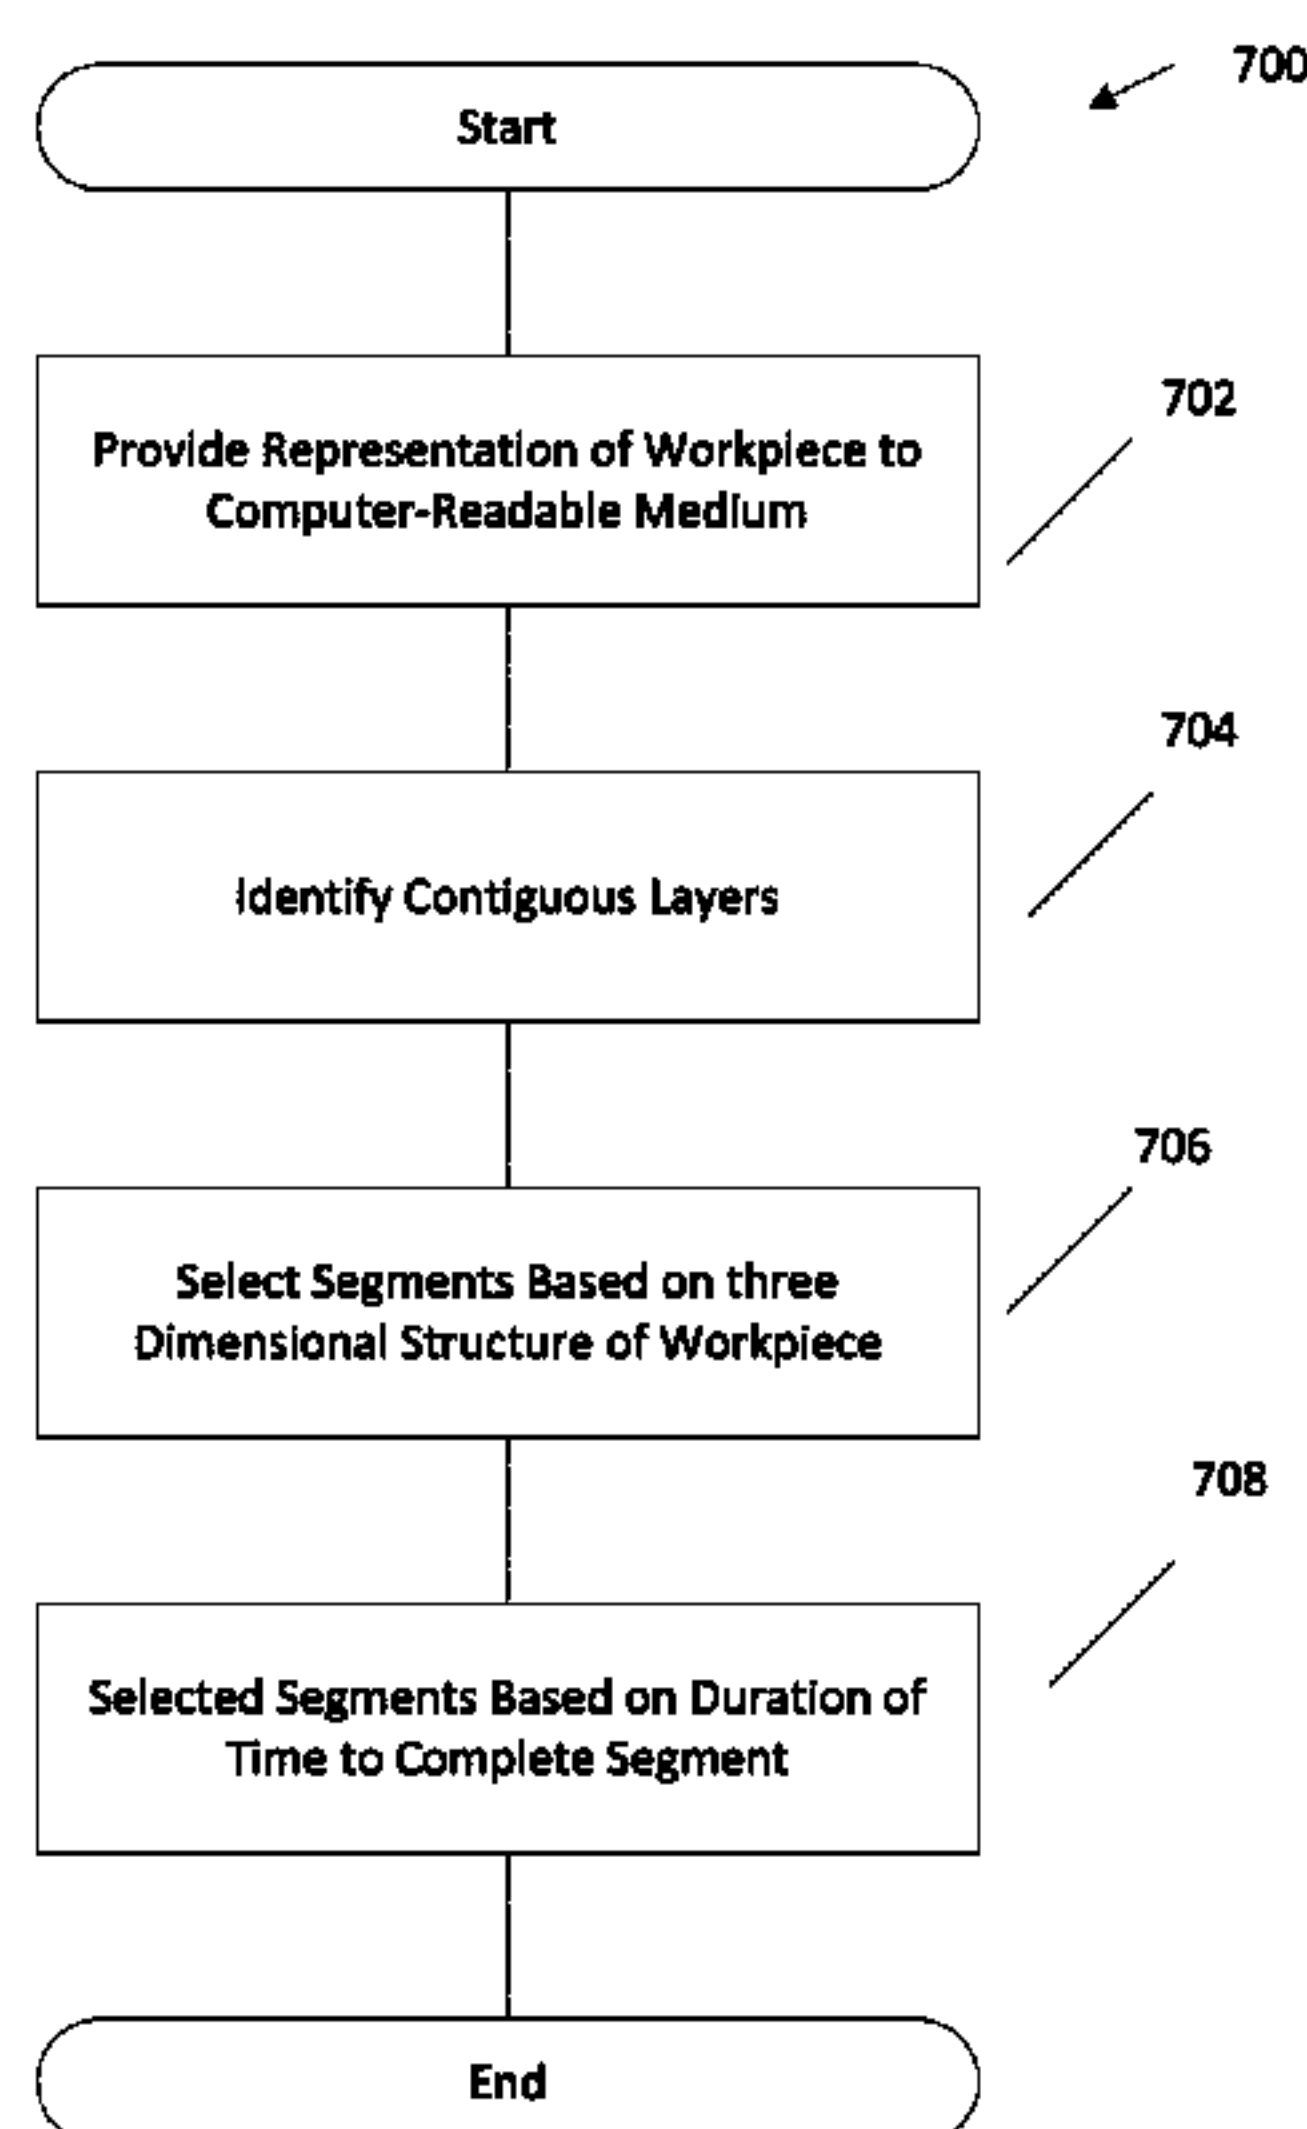 700
Start
702
Provide Representation of Workpiece to
Computer-Readable Medium
704
Identify Contiguous Layers
706
Select Segments Based on three
Dimensional Structure of Workpiece
708
Selected Segments Based on Duration of
Time to Complete Segment
End